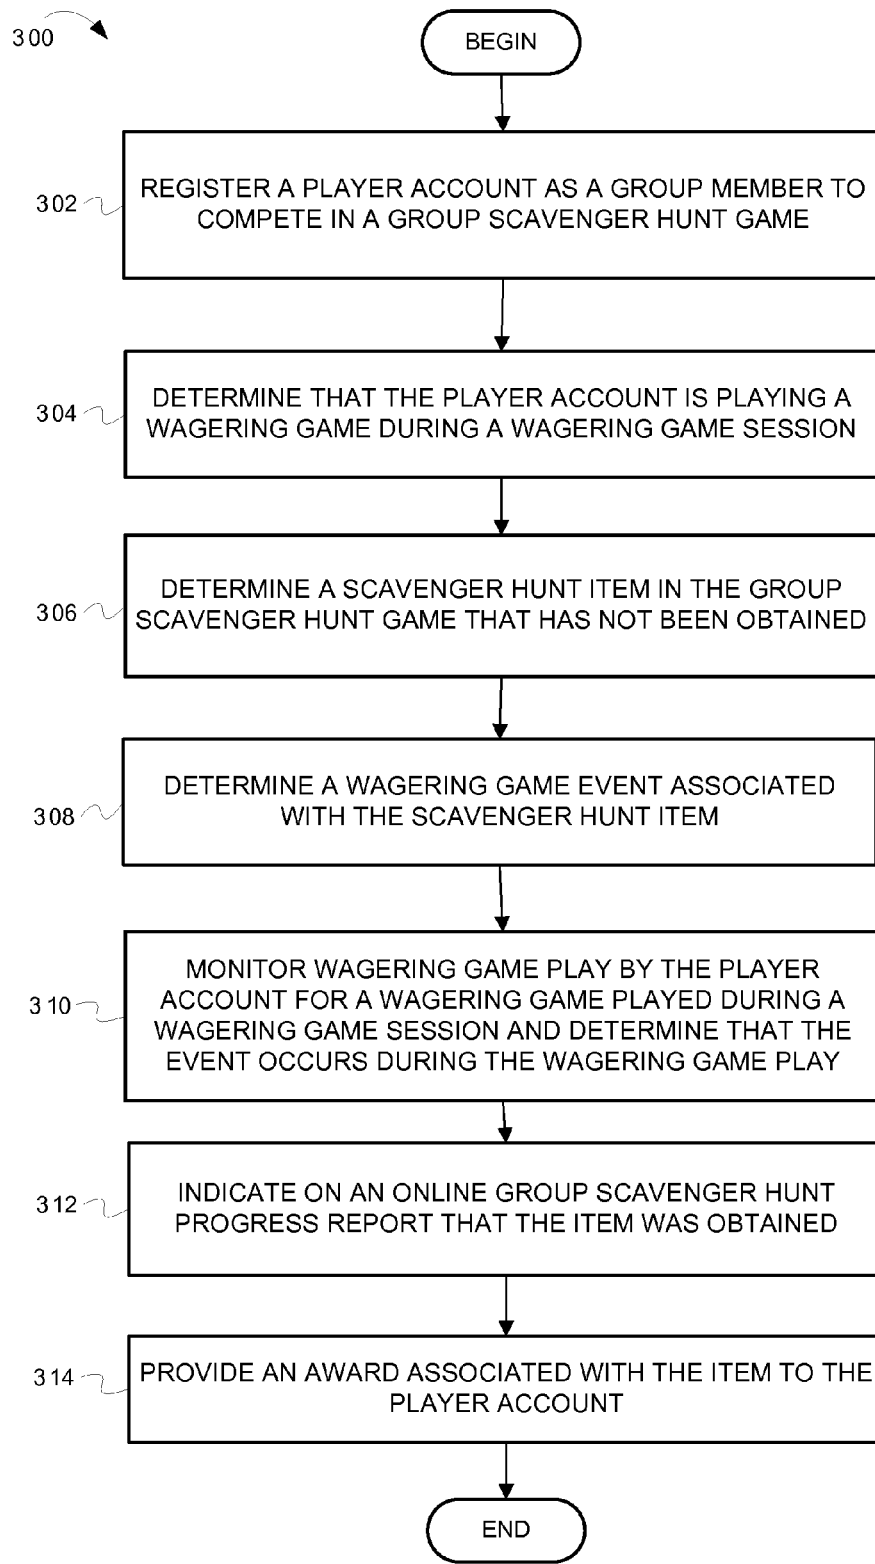 300
BEGIN
302
REGISTER A PLAYER ACCOUNT AS A GROUP MEMBER TO
COMPETE IN A GROUP SCAVENGER HUNT GAME
304
DETERMINE THAT THE PLAYER ACCOUNT IS PLAYING A
WAGERING GAME DURING A WAGERING GAME SESSION
306
DETERMINE A SCAVENGER HUNT ITEM IN THE GROUP
SCAVENGER HUNT GAME THAT HAS NOT BEEN OBTAINED
308
DETERMINE A WAGERING GAME EVENT ASSOCIATED
WITH THE SCAVENGER HUNT ITEM
310
MONITOR WAGERING GAME PLAY BY THE PLAYER
ACCOUNT FOR A WAGERING GAME PLAYED DURING A
WAGERING GAME SESSION AND DETERMINE THAT THE
EVENT OCCURS DURING THE WAGERING GAME PLAY
312
INDICATE ON AN ONLINE GROUP SCAVENGER HUNT
PROGRESS REPORT THAT THE ITEM WAS OBTAINED
314
PROVIDE AN AWARD ASSOCIATED WITH THE ITEM TO THE
PLAYER ACCOUNT
END